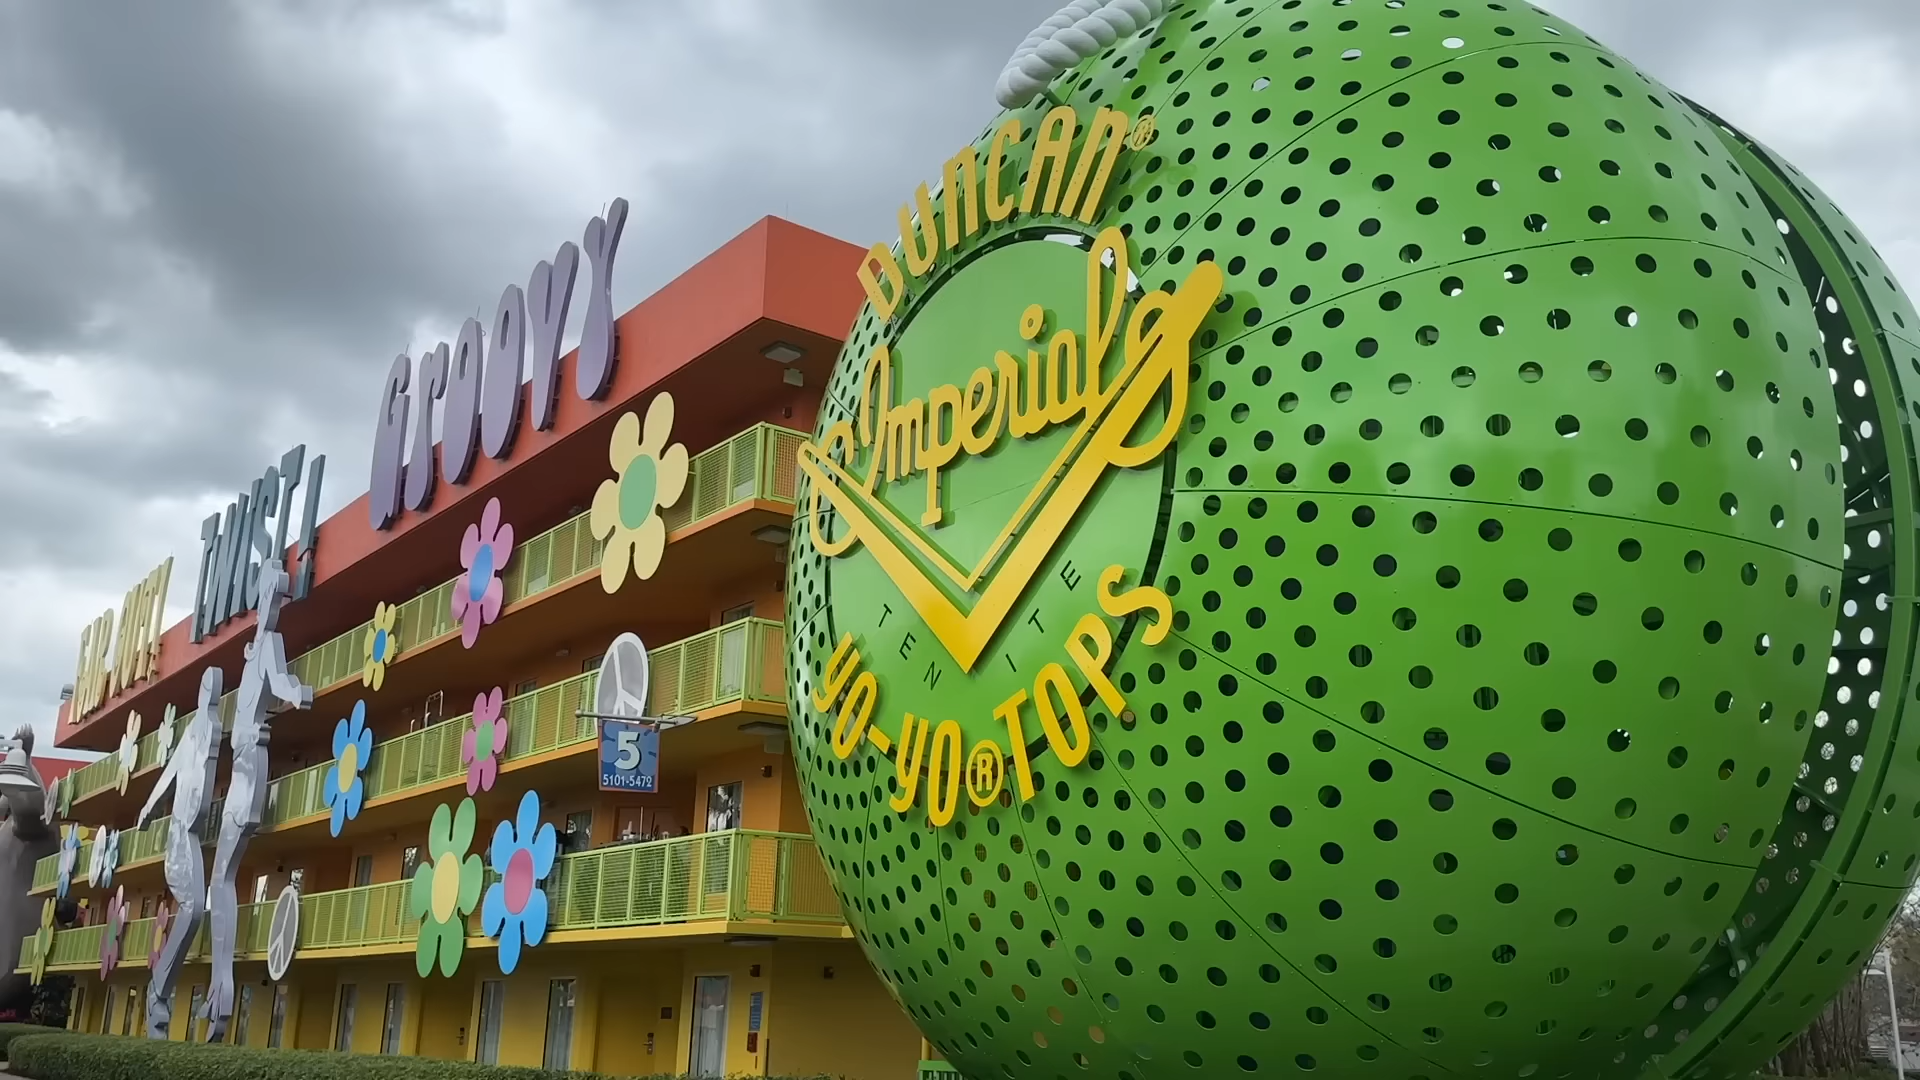 FAR OUT!
TWIST!
GROOVY
5
5101-5472
DUNCAN®
Imperial
TENITE
YO-YO® TOPS